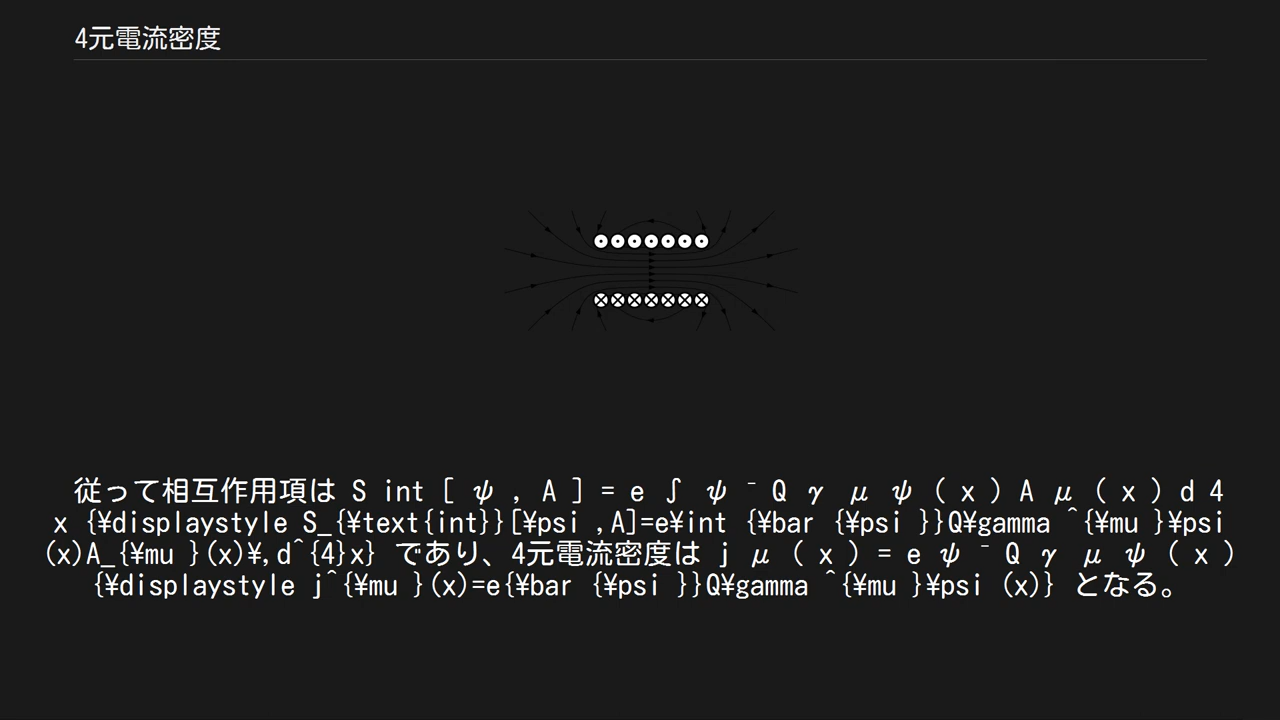 4元電流密度
従って相互作用項は S int [ ψ , A ] = e ∫ ψ ¯ Q γ μ ψ ( x ) A μ ( x ) d 4
x {¥displaystyle S_{¥text{int}}[¥psi ,A]=e¥int {¥bar {¥psi }}Q¥gamma ^{¥mu }¥psi
(x)A_{¥mu }(x)¥,d^{4}x} であり、4元電流密度は j μ ( x ) = e ψ ¯ Q γ μ ψ ( x )
{¥displaystyle j^{¥mu }(x)=e{¥bar {¥psi }}Q¥gamma ^{¥mu }¥psi (x)} となる。